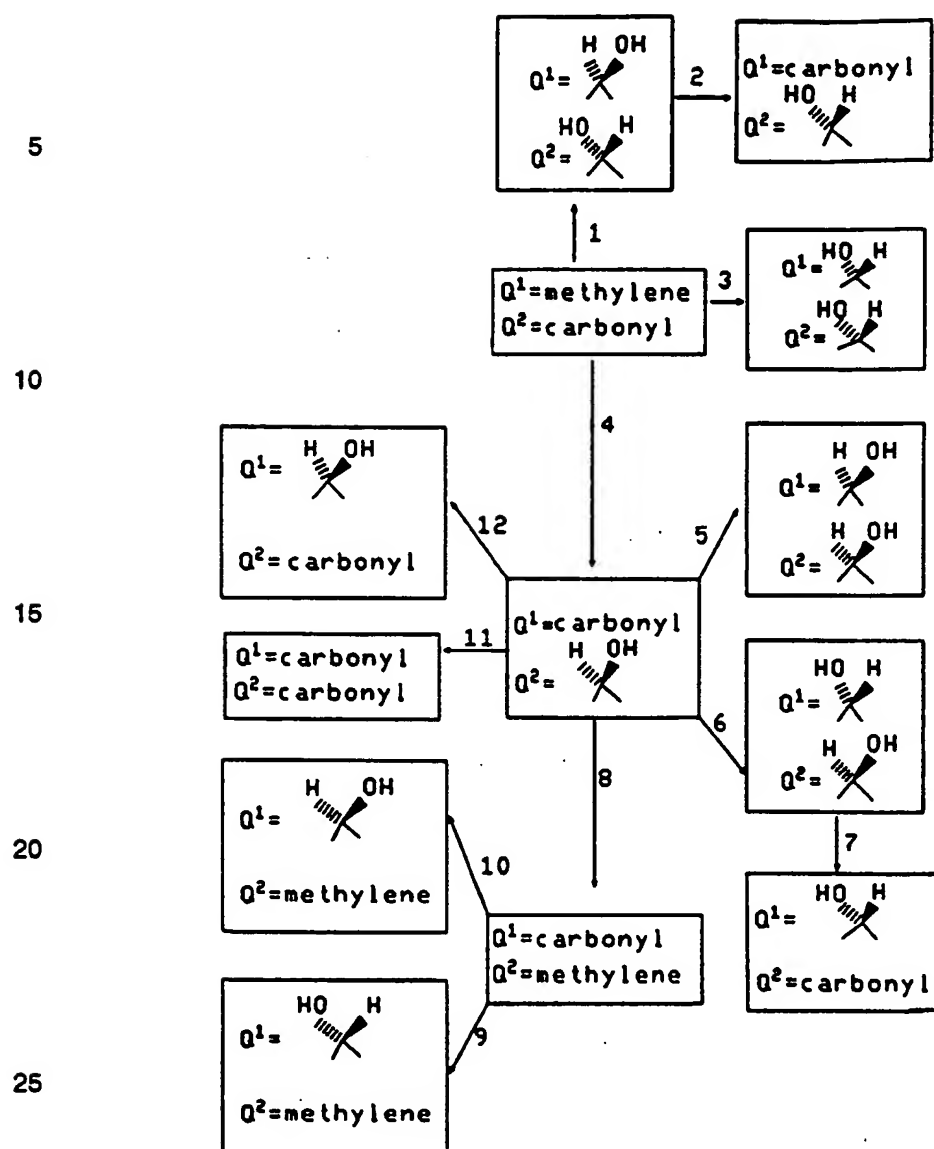 H OH
Q¹=
HO H
Q²=
2
Q¹=carbonyl
HO H
Q²=
5
1
Q¹=methylene
Q²=carbonyl
3
HO H
Q¹=
HO H
Q²=
10
4
H OH
Q¹=
Q²=carbonyl
12
5
H OH
Q¹=
H OH
Q²=
15
Q¹=carbonyl
H OH
Q²=
11
Q¹=carbonyl
Q²=carbonyl
6
HO H
Q¹=
H OH
Q²=
8
H OH
Q¹=
Q²=methylene
20
10
7
HO H
Q¹=
Q²=carbonyl
Q¹=carbonyl
Q²=methylene
9
HO H
Q¹=
Q²=methylene
25